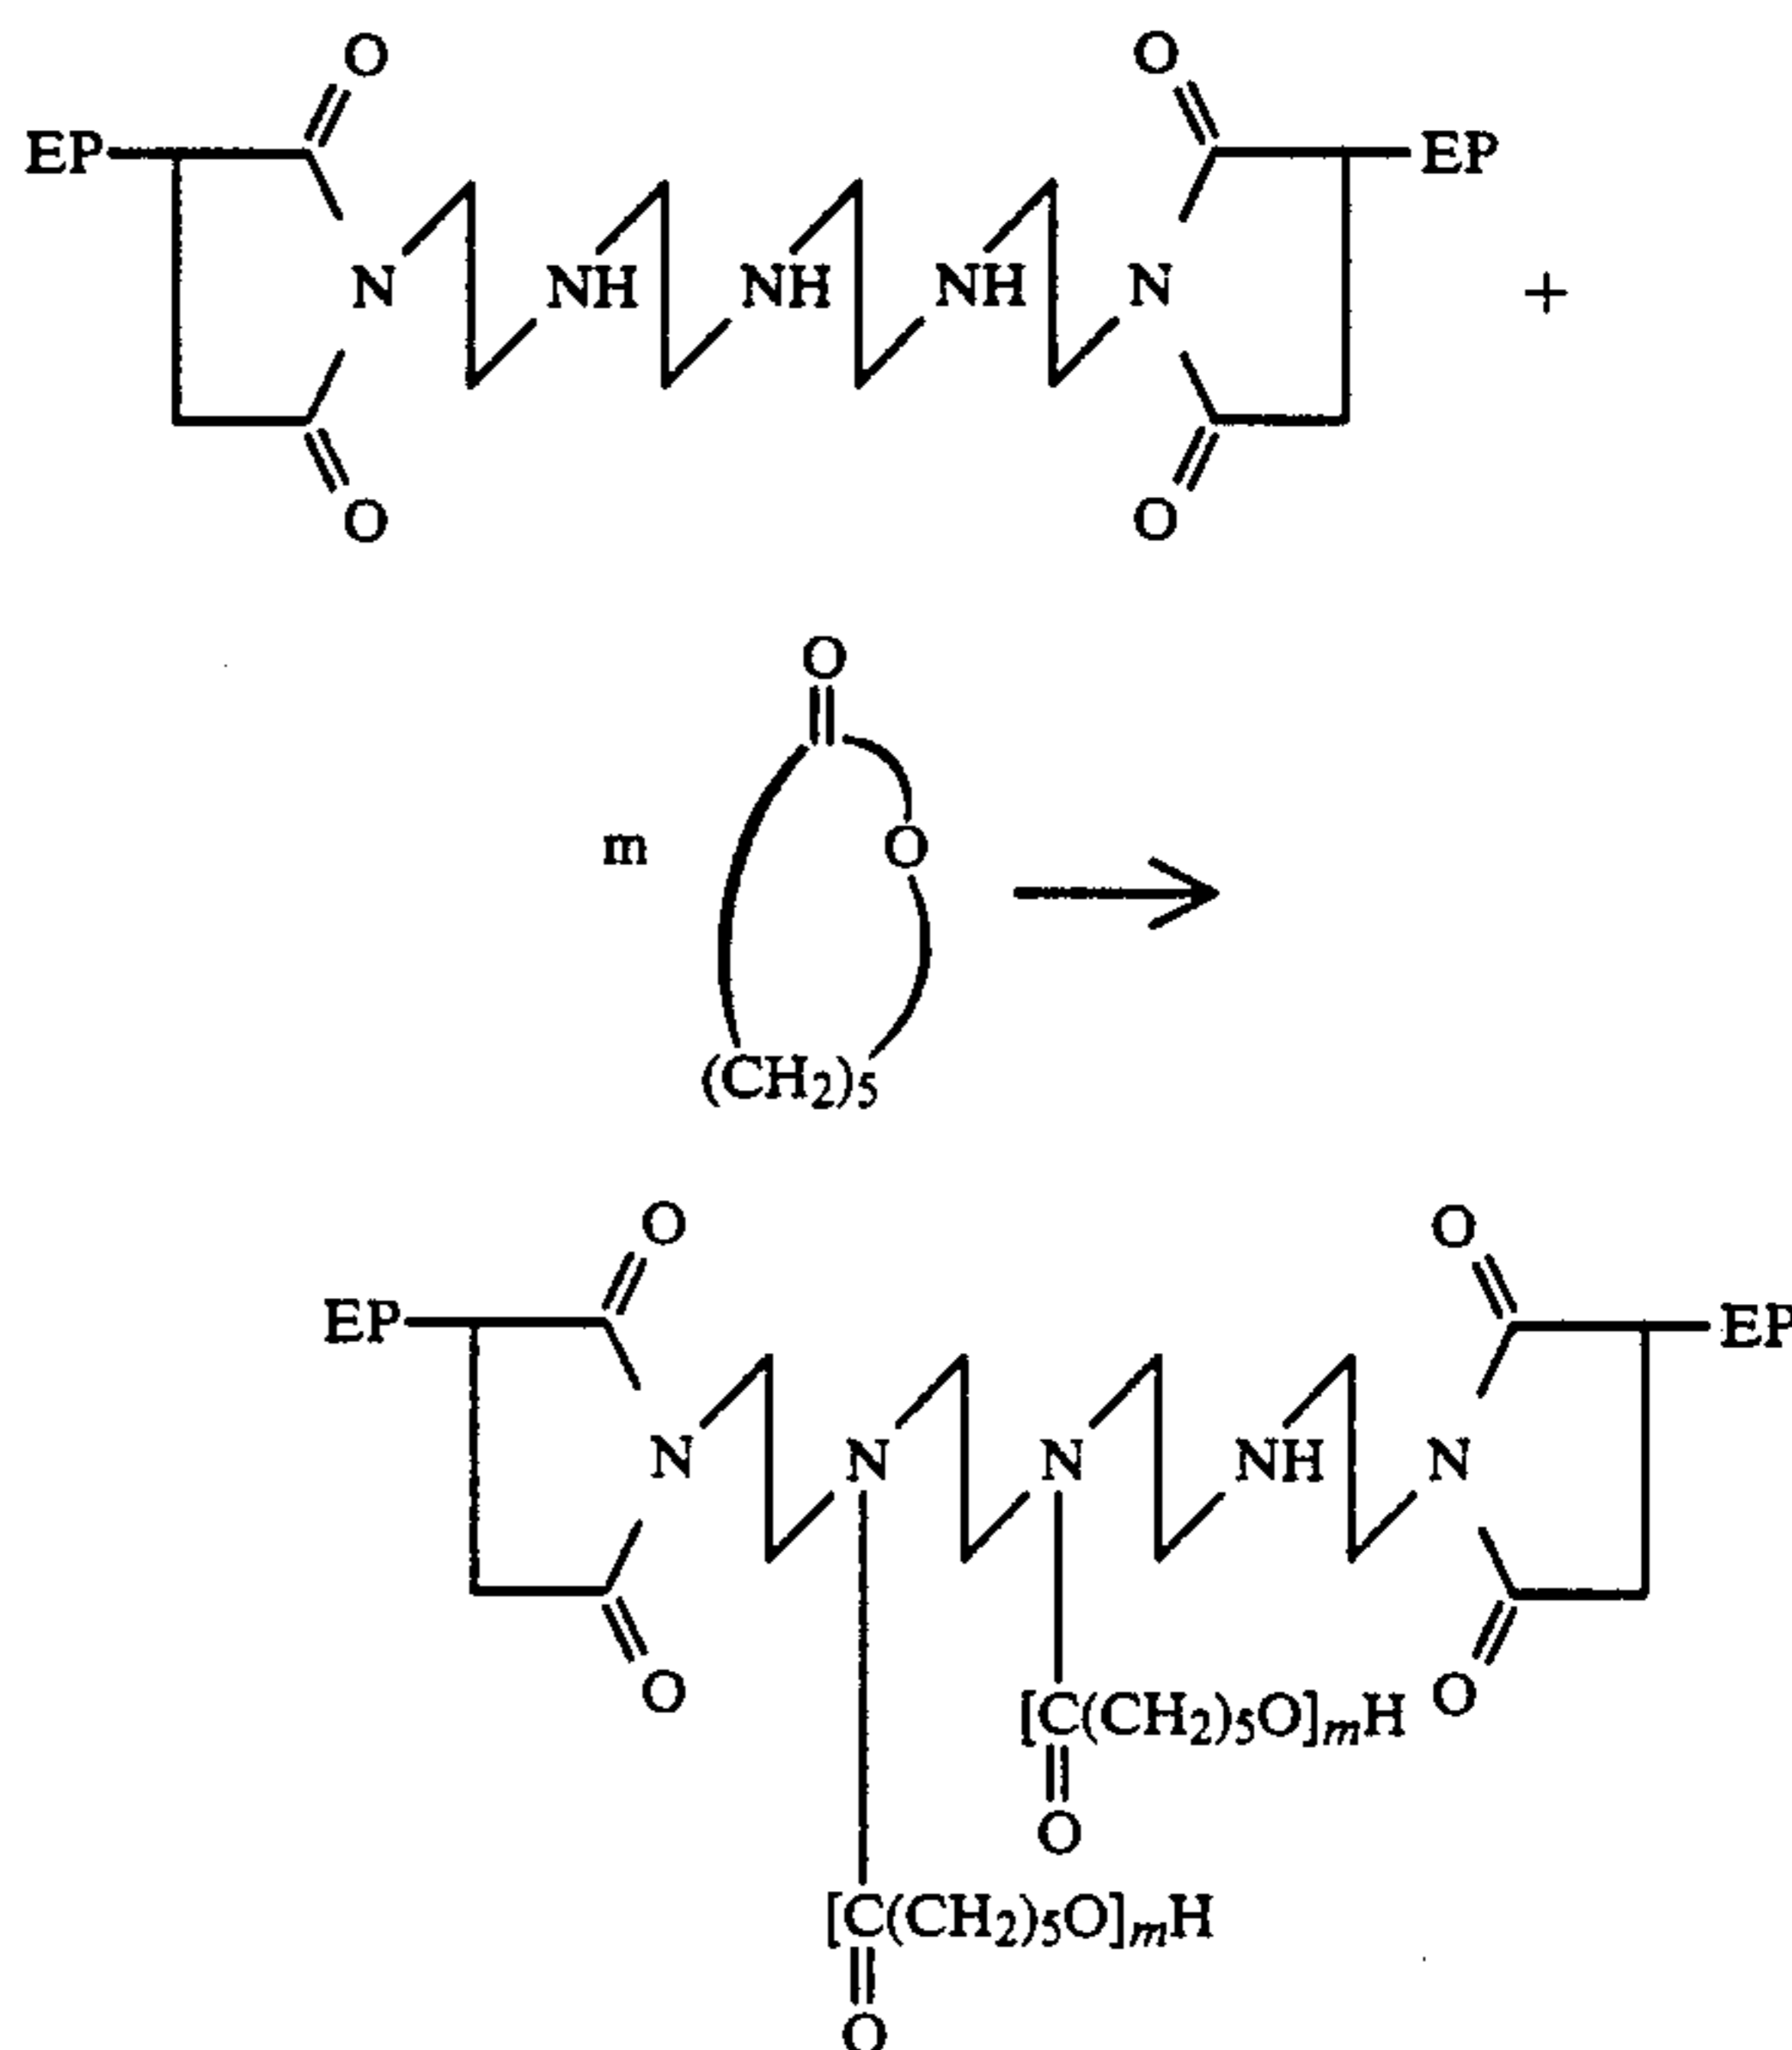 O O
EP EP
N NH NH NH N +
O O
O
m O
(CH2)5
O O
EP EP
N N N NH N
O [C(CH2)5O]mH O
O
[C(CH2)5O]mH
O